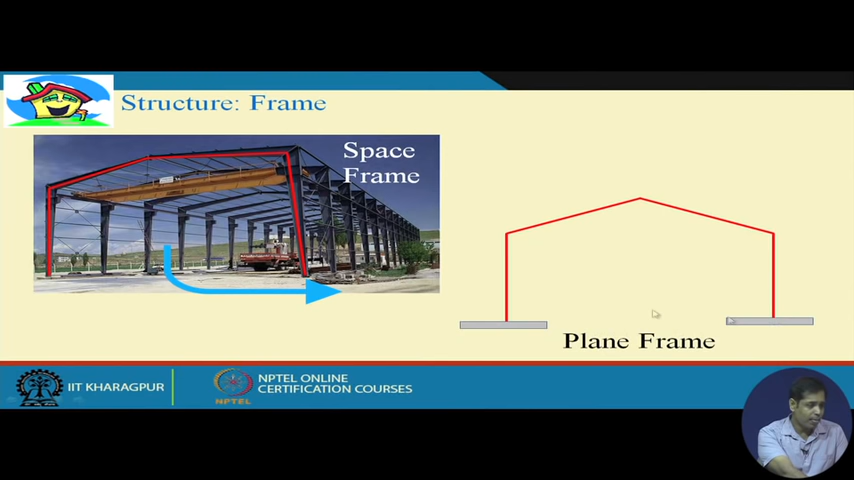 Structure: Frame
Space
Frame
Plane Frame
IIT KHARAGPUR
NPTEL
NPTEL ONLINE
CERTIFICATION COURSES